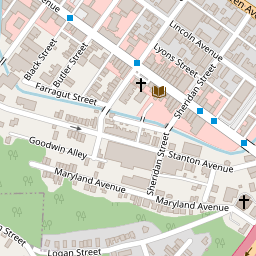 Lincoln Avenue
Lyons Street
Black Street
Butler Street
Sheridan Street
Farragut Street
Goodwin Alley
Stanton Avenue
Maryland Avenue
Sheridan Street
Maryland Avenue
Logan Street